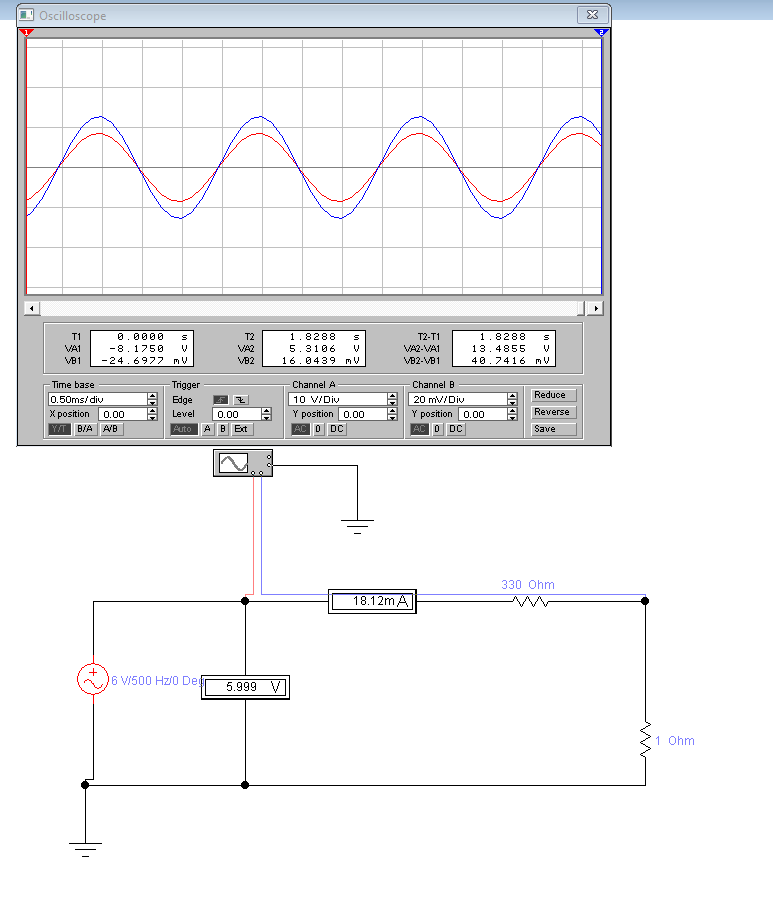 Oscilloscope
1
2
T1 0.0000 s T2 1.8288 s T2-T1 1.8288 s
VA1 -8.1750 V VA2 5.3106 V VA2-VA1 13.4855 V
VB1 -24.6977 mV VB2 16.0439 mV VB2-VB1 40.7416 mV
Time base Trigger Channel A Channel B
0.50ms/div Edge 10 V/Div 20 mV/Div Reduce
X position 0.00 Level 0.00 Y position 0.00 Y position 0.00 Reverse
Y/T B/A A/B Auto A B Ext AC 0 DC AC 0 DC Save
330 Ohm
18.12mA
6 V/500 Hz/0 Deg
5.999 V
1 Ohm